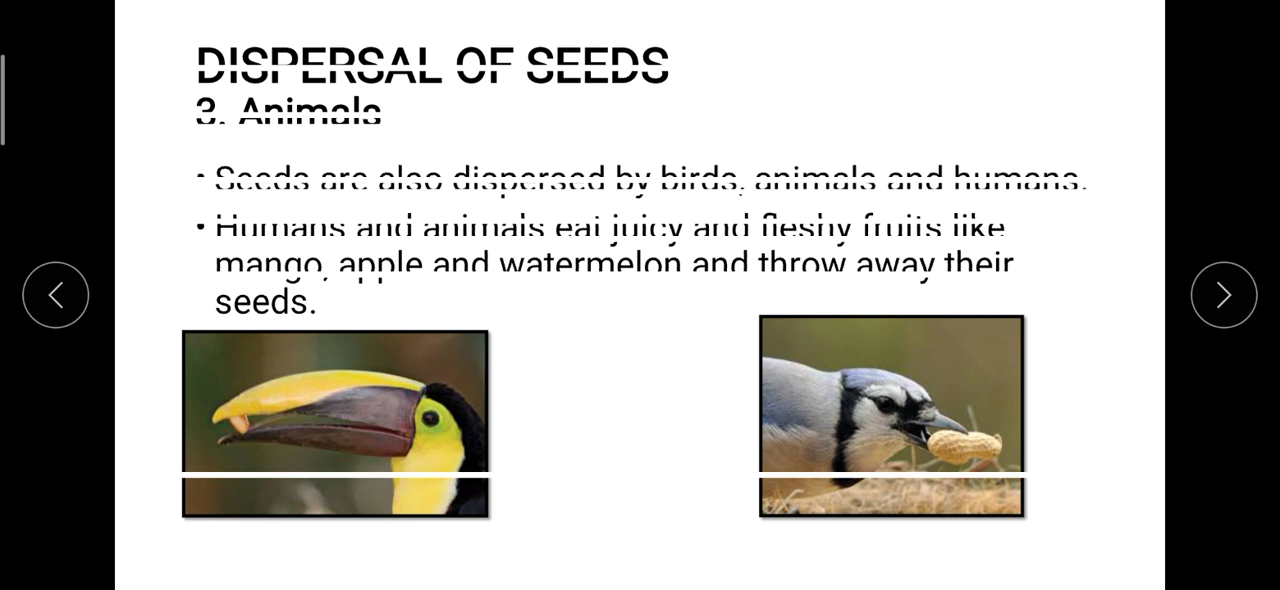 DISPERSAL OF SEEDS
3. Animals
• Seeds are also dispersed by birds, animals and humans.
• Humans and animals eat juicy and fleshy fruits like
mango, apple and watermelon and throw away their
seeds.